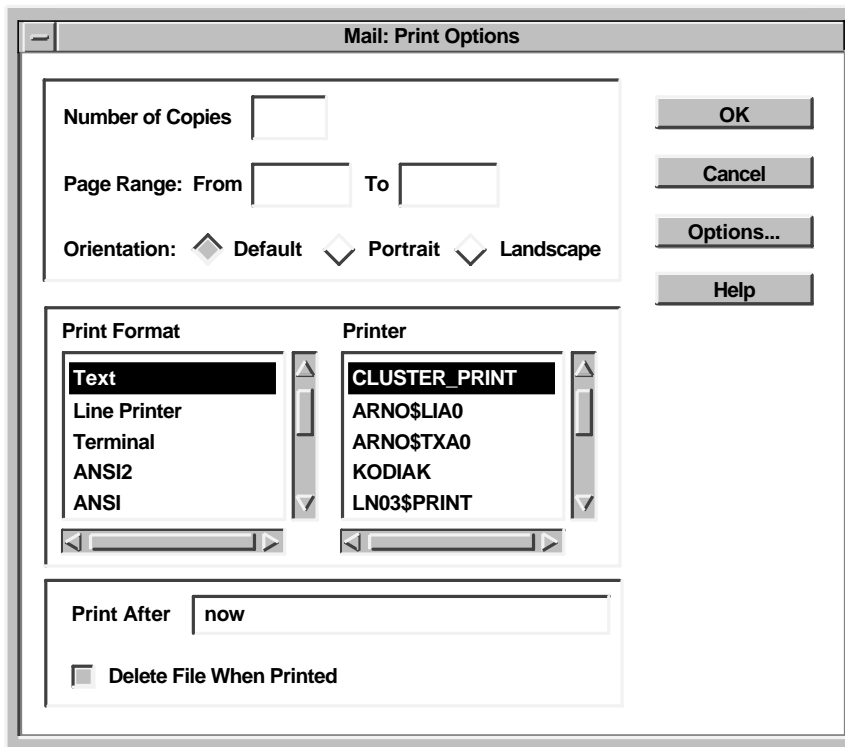 Mail: Print Options
Number of Copies
Page Range: From To
Orientation: Default Portrait Landscape
OK
Cancel
Options...
Help
Print Format
Text
Line Printer
Terminal
ANSI2
ANSI
Printer
CLUSTER_PRINT
ARNO$LIA0
ARNO$TXA0
KODIAK
LN03$PRINT
Print After now
Delete File When Printed